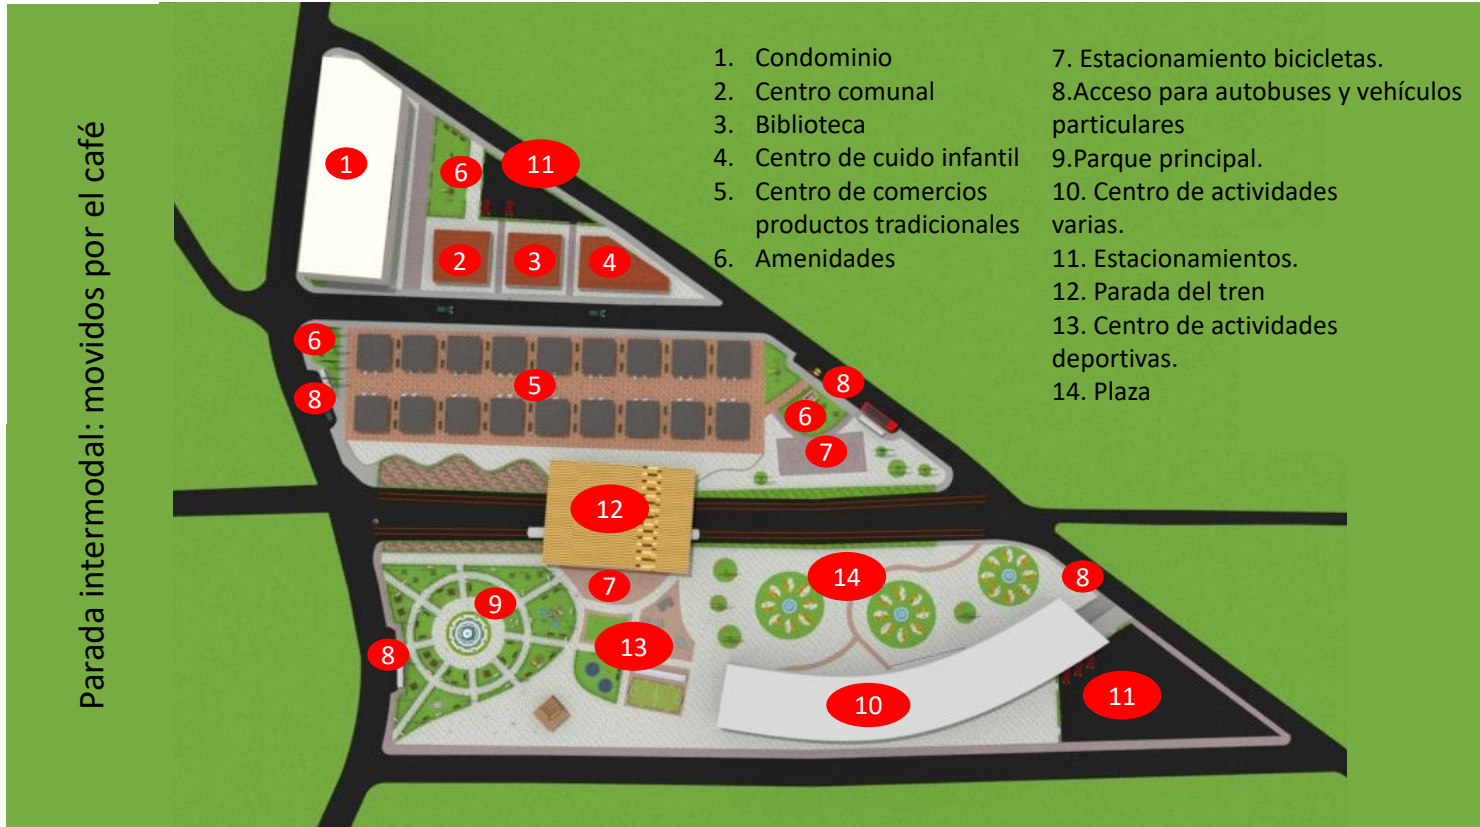 Parada intermodal: movidos por el café
1. Condominio
2. Centro comunal
3. Biblioteca
4. Centro de cuido infantil
5. Centro de comercios
productos tradicionales
6. Amenidades
7. Estacionamiento bicicletas.
8.Acceso para autobuses y vehículos
particulares
9.Parque principal.
10. Centro de actividades
varias.
11. Estacionamientos.
12. Parada del tren
13. Centro de actividades
deportivas.
14. Plaza
1
6
11
2
3
4
6
8
5
8
6
7
12
7
14
8
9
8
13
10
11